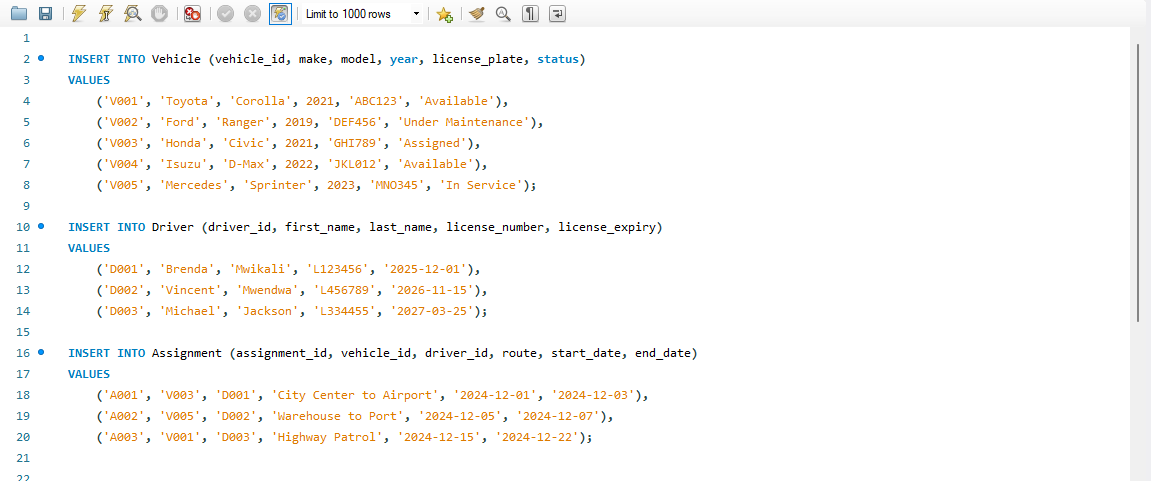 Limit to 1000 rows
1
2 INSERT INTO Vehicle (vehicle_id, make, model, year, license_plate, status)
3 VALUES
4 ('V001', 'Toyota', 'Corolla', 2021, 'ABC123', 'Available'),
5 ('V002', 'Ford', 'Ranger', 2019, 'DEF456', 'Under Maintenance'),
6 ('V003', 'Honda', 'Civic', 2021, 'GHI789', 'Assigned'),
7 ('V004', 'Isuzu', 'D-Max', 2022, 'JKL012', 'Available'),
8 ('V005', 'Mercedes', 'Sprinter', 2023, 'MNO345', 'In Service');
9
10 INSERT INTO Driver (driver_id, first_name, last_name, license_number, license_expiry)
11 VALUES
12 ('D001', 'Brenda', 'Mwikali', 'L123456', '2025-12-01'),
13 ('D002', 'Vincent', 'Mwendwa', 'L456789', '2026-11-15'),
14 ('D003', 'Michael', 'Jackson', 'L334455', '2027-03-25');
15
16 INSERT INTO Assignment (assignment_id, vehicle_id, driver_id, route, start_date, end_date)
17 VALUES
18 ('A001', 'V003', 'D001', 'City Center to Airport', '2024-12-01', '2024-12-03'),
19 ('A002', 'V005', 'D002', 'Warehouse to Port', '2024-12-05', '2024-12-07'),
20 ('A003', 'V001', 'D003', 'Highway Patrol', '2024-12-15', '2024-12-22');
21
22